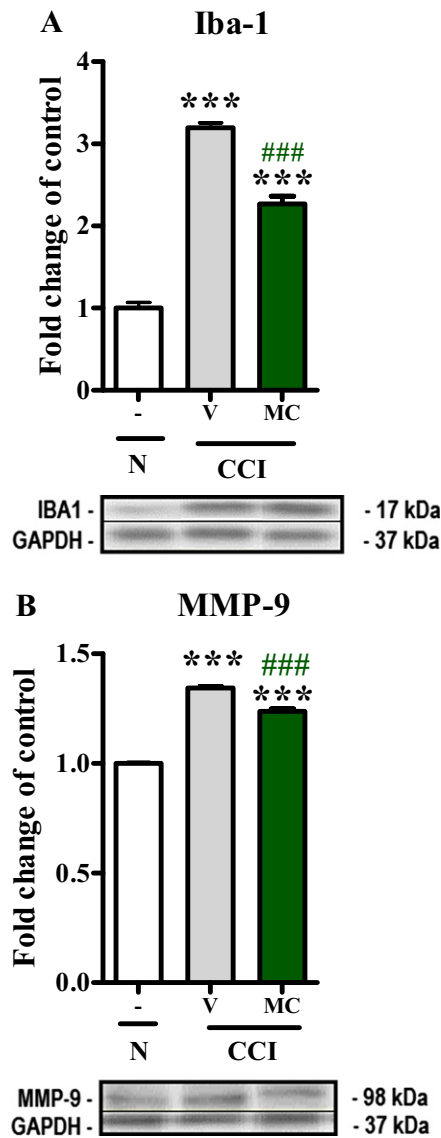 A Iba-1
Fold change of control
4
3
2
1
0
***
###
***
- V MC
N CCI
IBA1 - - 17 kDa
GAPDH - - 37 kDa
B MMP-9
Fold change of control
1.5
1.0
0.5
0.0
***
###
***
- V MC
N CCI
MMP-9 - - 98 kDa
GAPDH - - 37 kDa